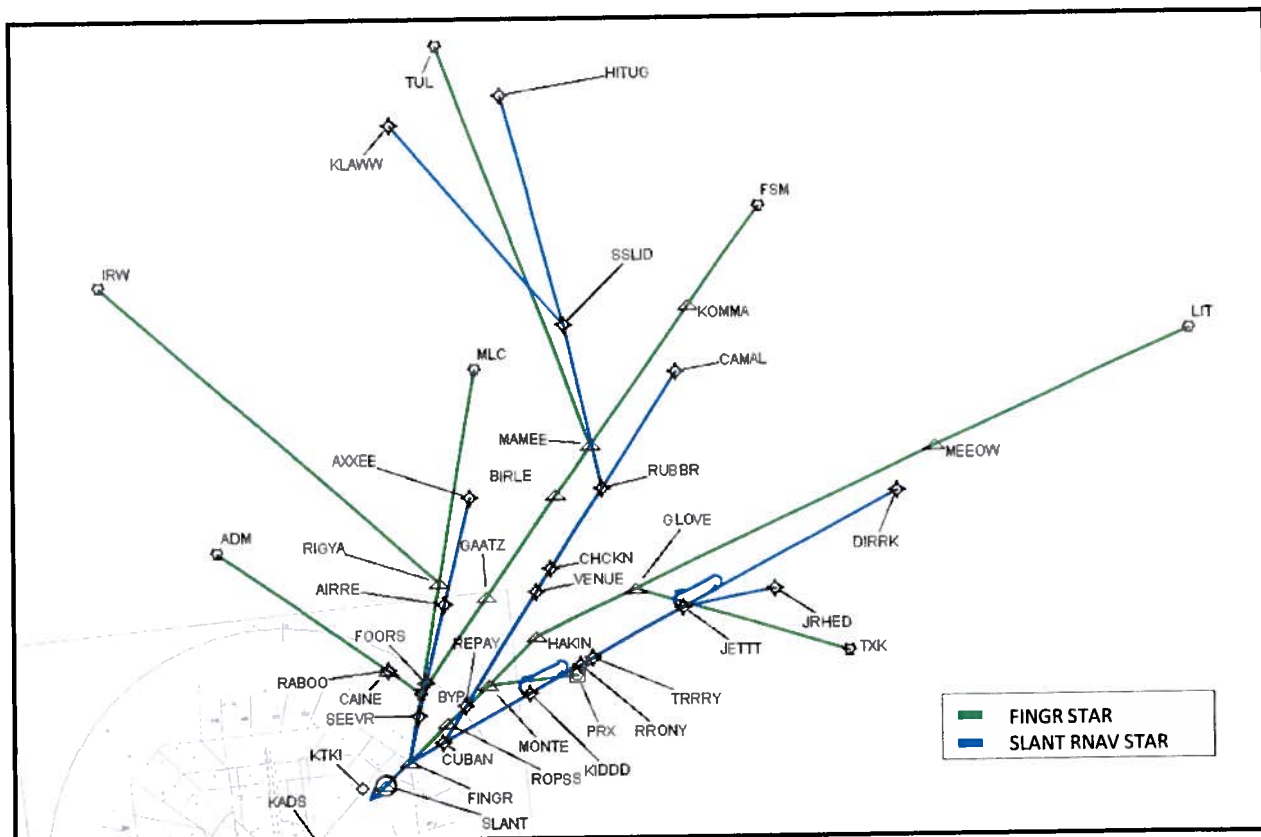 TUL
HITUG
KLAWW
FSM
SSLID
IRW
KOMMA
LIT
MLC
CAMAL
MAMEE
MEEOW
AXXEE
BIRLE
RUBBR
GLOVE
DIRRK
ADM
RIGYA
GAATZ
CHCKN
VENUE
AIRRE
JRHED
FOORS
REPAY
HAKIN
JETTT
TXK
RABOO
CAINE
BYP
TRRRY
SEEVR
PRX
RRONY
MONTE
KTKI
CUBAN
ROPSS
KIDDD
FINGR
KADS
SLANT
FINGR STAR
SLANT RNAV STAR